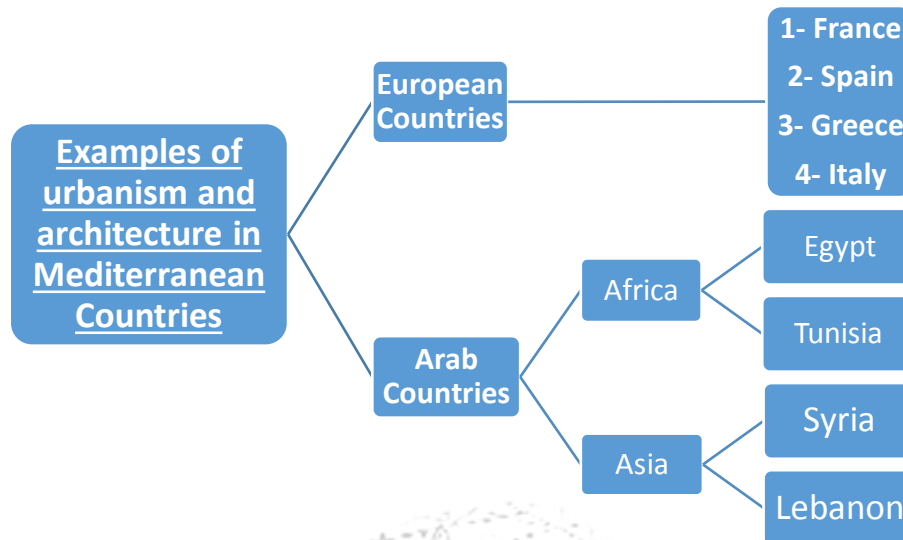 Examples of
urbanism and
architecture in
Mediterranean
Countries
European
Countries
1- France
2- Spain
3- Greece
4- Italy
Arab
Countries
Africa
Egypt
Tunisia
Asia
Syria
Lebanon